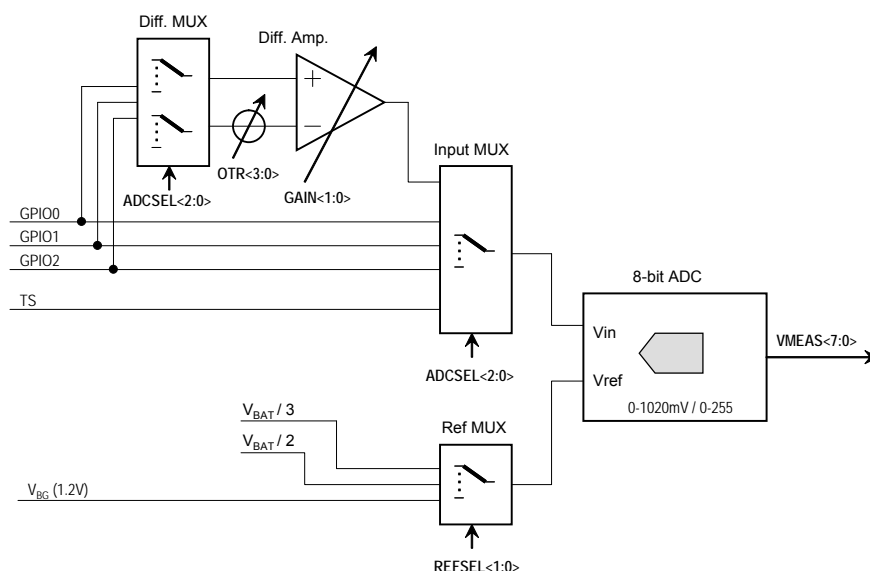 Diff. MUX
Diff. Amp.
+
−
OTR<3:0>
Input MUX
ADCSEL<2:0>
GAIN<1:0>
GPIO0
GPIO1
GPIO2
8-bit ADC
TS
Vin
VMEAS<7:0>
Vref
ADCSEL<2:0>
0-1020mV / 0-255
VBAT / 3
Ref MUX
VBAT / 2
VBG (1.2V)
REFSEL<1:0>